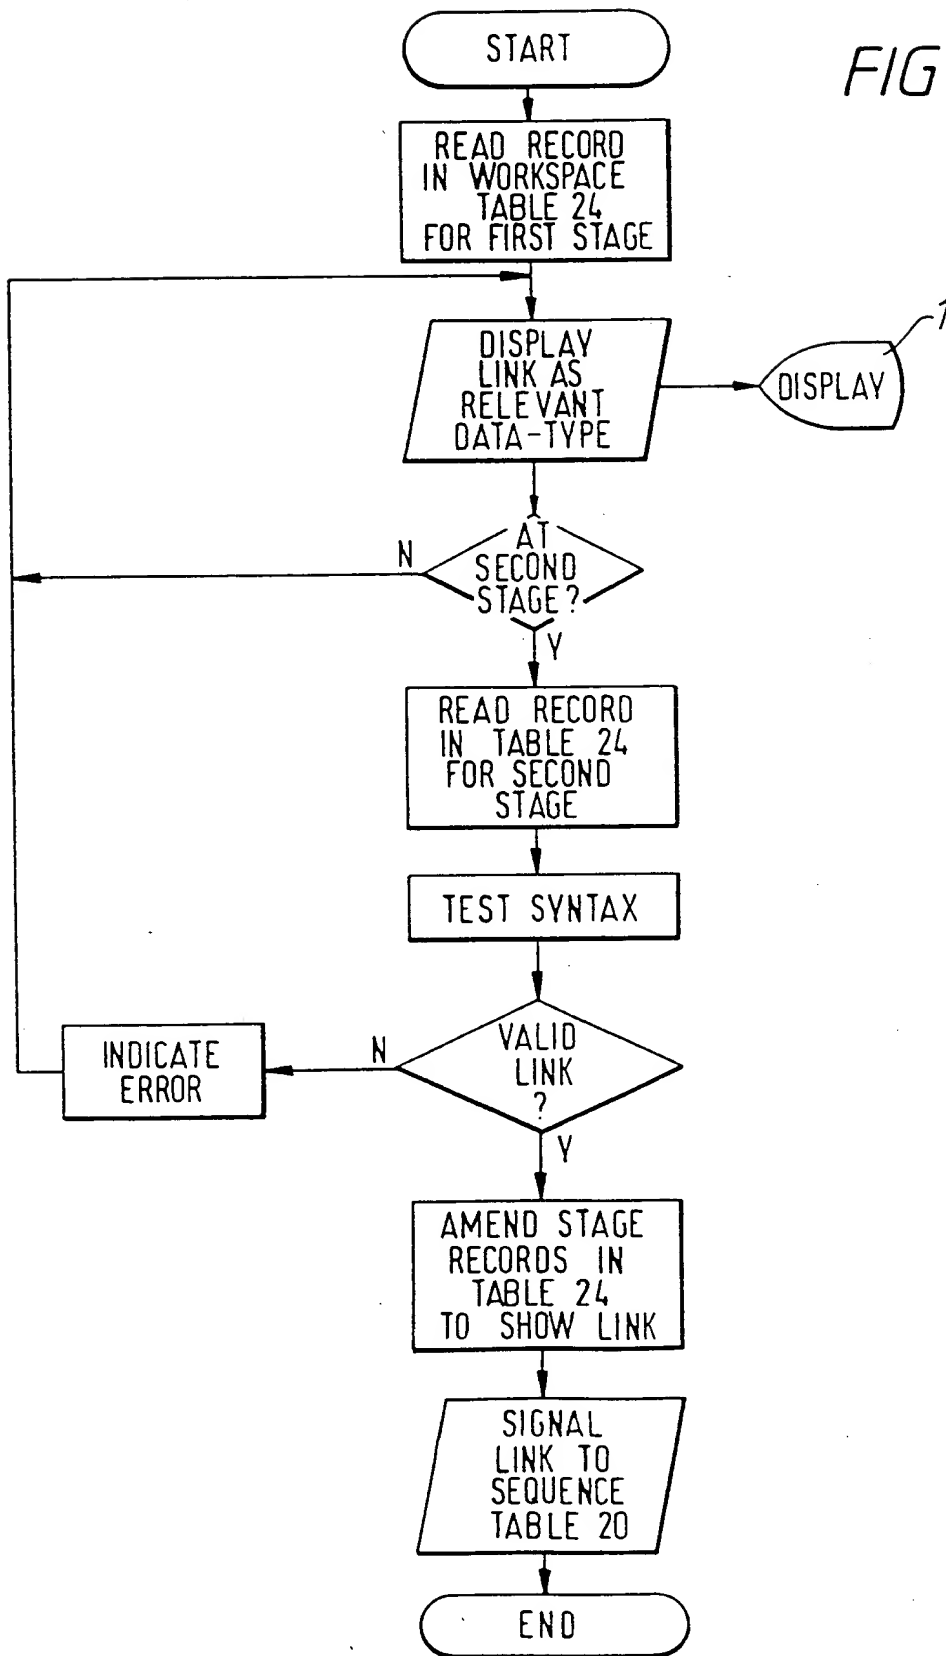 START
FIG
READ RECORD
IN WORKSPACE
TABLE 24
FOR FIRST STAGE
DISPLAY
LINK AS
RELEVANT
DATA-TYPE
1
DISPLAY
N
AT
SECOND
STAGE?
Y
READ RECORD
IN TABLE 24
FOR SECOND
STAGE
TEST SYNTAX
INDICATE
ERROR
N
VALID
LINK
?
Y
AMEND STAGE
RECORDS IN
TABLE 24
TO SHOW LINK
SIGNAL
LINK TO
SEQUENCE
TABLE 20
END